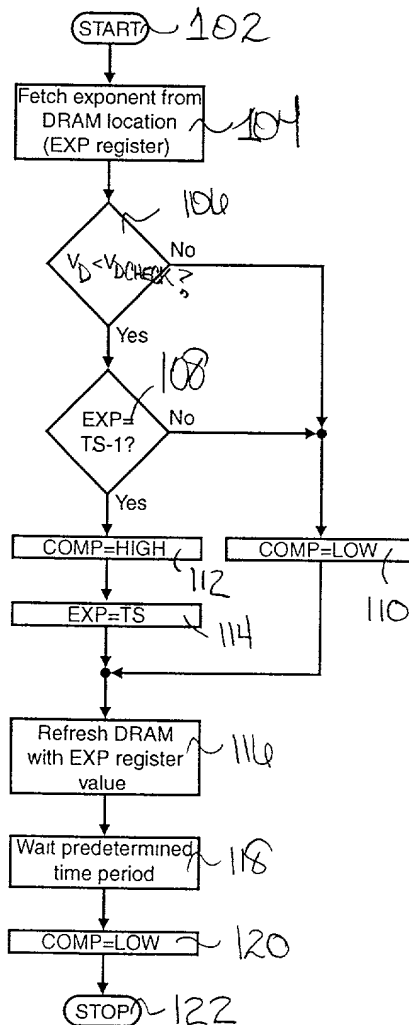 START 102
Fetch exponent from
DRAM location
(EXP register) 104
106
V_D < V_DCHECK?
No
Yes
108
EXP=
TS-1?
No
Yes
COMP=HIGH
112
COMP=LOW
110
EXP=TS
114
Refresh DRAM
with EXP register
value
116
Wait predetermined
time period
118
COMP=LOW 120
STOP 122